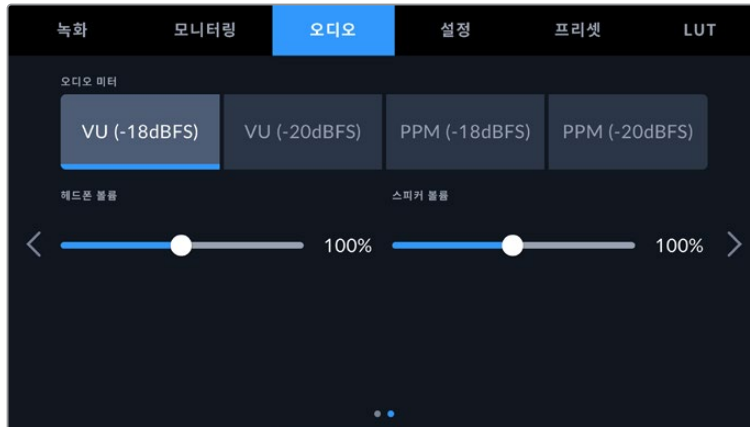 녹화 모니터링 오디오 설정 프리셋 LUT
오디오 미터
VU (-18dBFS) VU (-20dBFS) PPM (-18dBFS) PPM (-20dBFS)
헤드폰 볼륨 스피커 볼륨
100% 100%